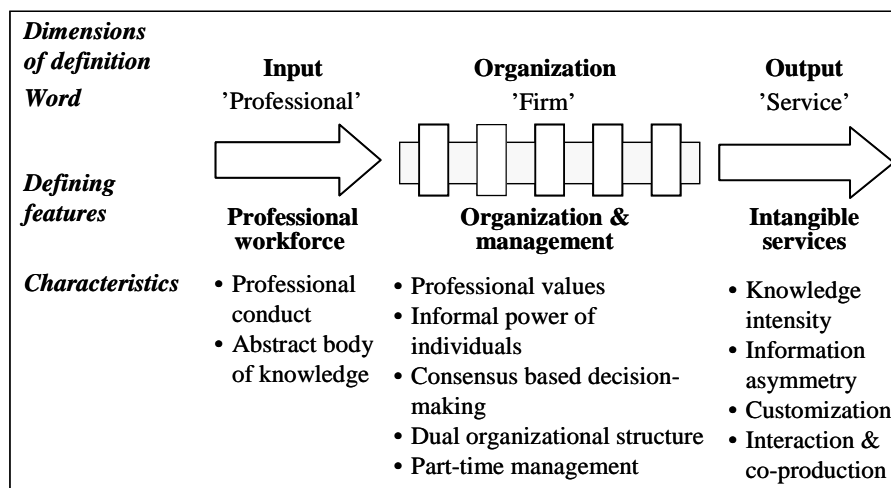 Dimensions
of definition
Input Organization Output
Word ’Professional’ ’Firm’ ’Service’
Defining
features
Professional
workforce
Organization &
management
Intangible
services
Characteristics
• Professional
conduct
• Abstract body
of knowledge
• Professional values
• Informal power of
individuals
• Consensus based decision-
making
• Dual organizational structure
• Part-time management
• Knowledge
intensity
• Information
asymmetry
• Customization
• Interaction &
co-production